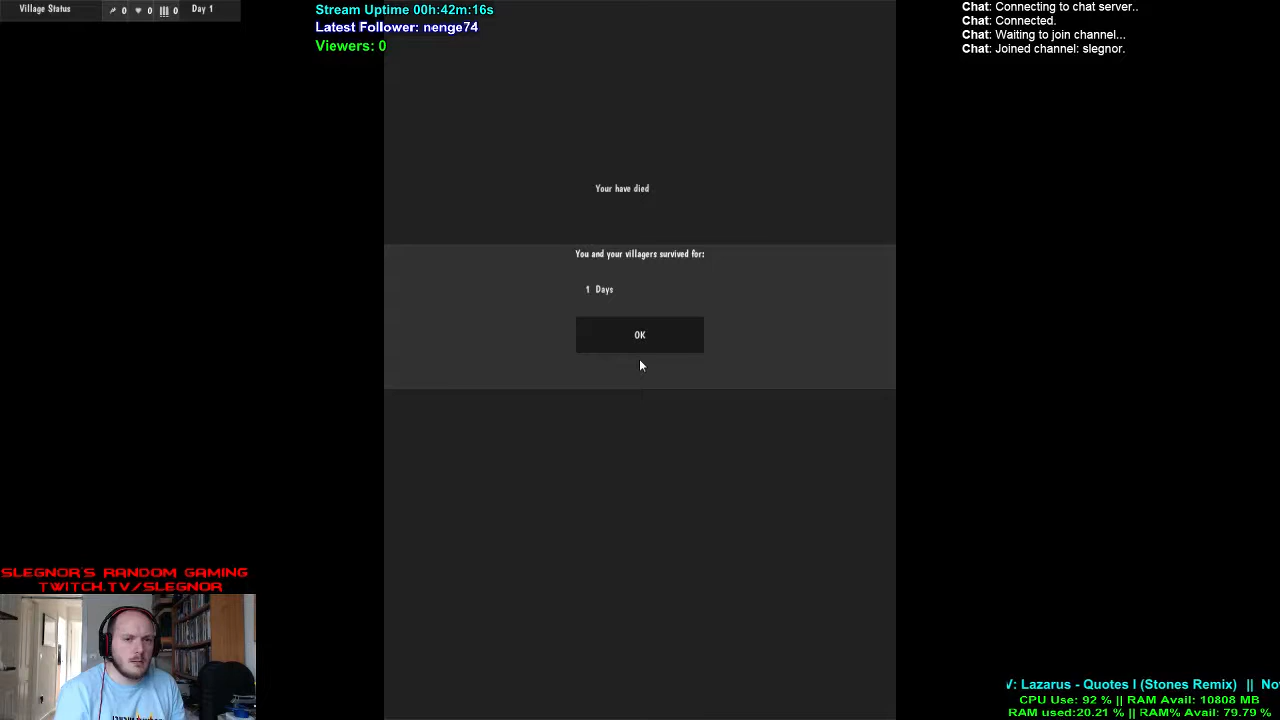 Village Status 0 0 0 Day 1
Stream Uptime 00h:42m:16s
Latest Follower: nenge74
Viewers: 0
Chat: Connecting to chat server..
Chat: Connected.
Chat: Waiting to join channel...
Chat: Joined channel: slegnor.
Your have died
You and your villagers survived for:
1 Days
OK
SLEGNOR'S RANDOM GAMING
TWITCH.TV/SLEGNOR
: Lazarus - Quotes I (Stones Remix) || No
CPU Use: 92 % || RAM Avail: 10808 MB
RAM used:20.21 % || RAM% Avail: 79.79 %